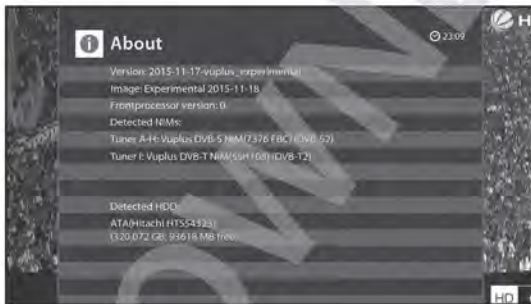 H
About
23:09
Version: 2015-11-17-vuplus_experimental
Image: Experimental 2015-11-18
Frontprocessor version: 0
Detected NIMs:
Tuner A-H: Vuplus DVB-S NIM(7376 FBC) (DVB-S2)
Tuner I: Vuplus DVB-T NIM(SSH108) (DVB-T2)
Detected HDD:
ATA(Hitachi HTS54323)
(320.072 GB, 93618 MB free)
HD